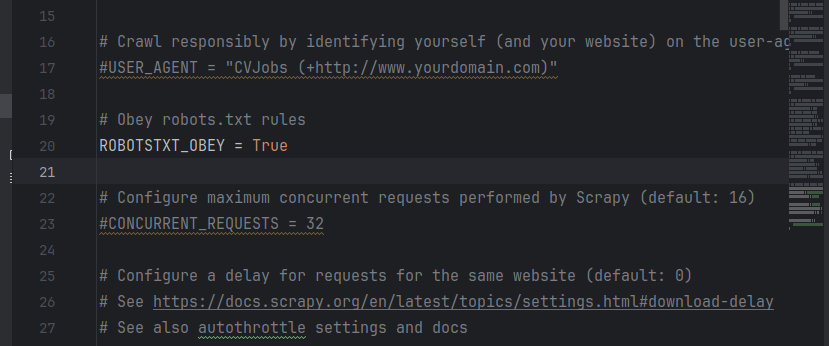 15
16 # Crawl responsibly by identifying yourself (and your website) on the user-ag
17 #USER_AGENT = "CVJobs (+http://www.yourdomain.com)"
18
19 # Obey robots.txt rules
20 ROBOTSTXT_OBEY = True
21
22 # Configure maximum concurrent requests performed by Scrapy (default: 16)
23 #CONCURRENT_REQUESTS = 32
24
25 # Configure a delay for requests for the same website (default: 0)
26 # See https://docs.scrapy.org/en/latest/topics/settings.html#download-delay
27 # See also autothrottle settings and docs